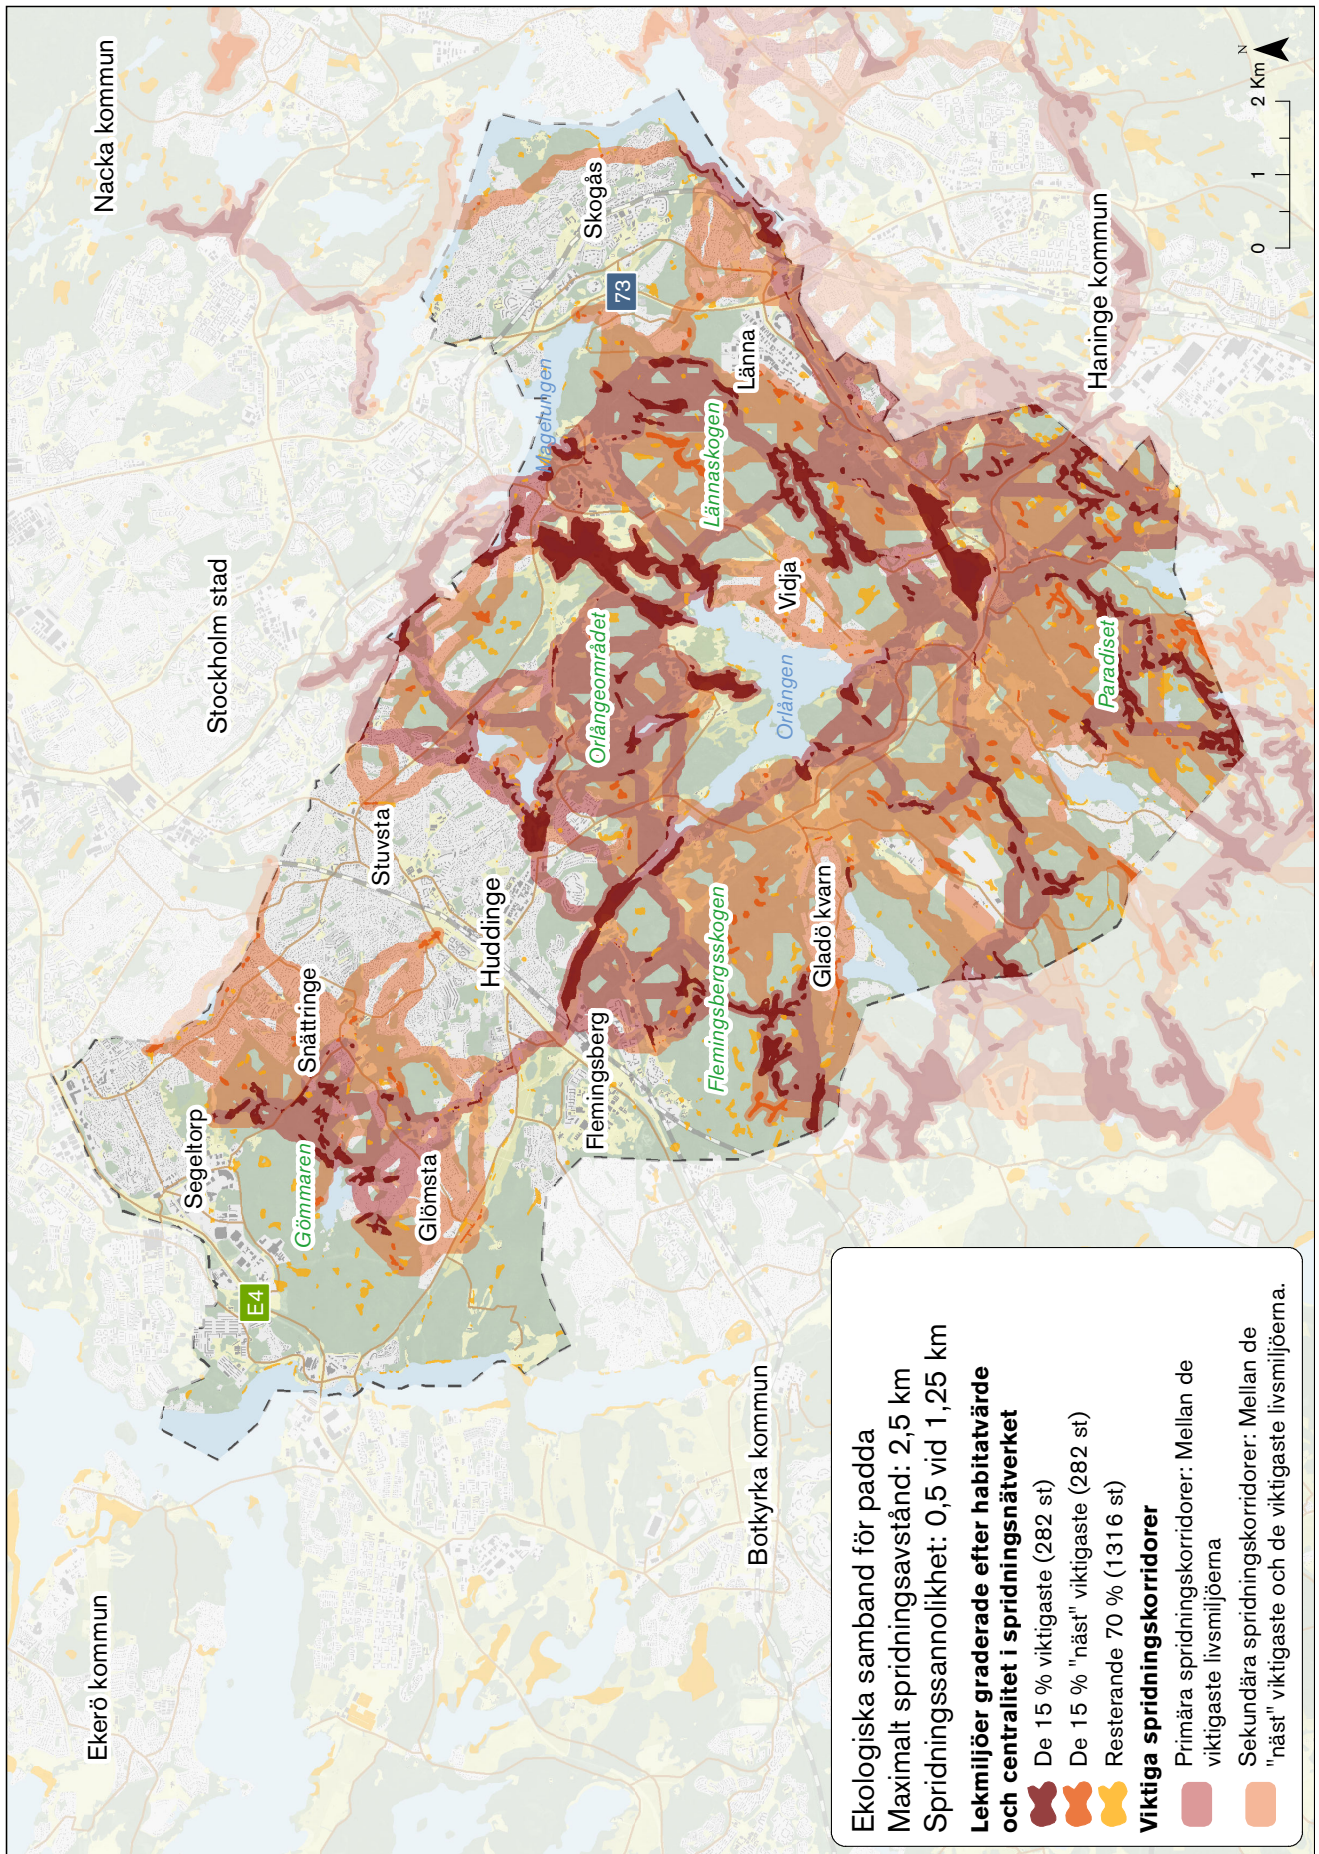 Ekerö kommun
Botkyrka kommun
Stockholm stad
Nacka kommun
Haninge kommun
E4
73
Segeltorp
Gömmaren
Snättringe
Glömsta
Stuvsta
Huddinge
Flemingsberg
Flemingsbergsskogen
Gladö kvarn
Orlångeområdet
Orlången
Vidja
Magelungen
Lännaskogen
Länna
Skogås
Paradiset
N
0 1 2 Km
Ekologiska samband för padda
Maximalt spridningsavstånd: 2,5 km
Spridningssannolikhet: 0,5 vid 1,25 km
Lekmiljöer graderade efter habitatvärde
och centralitet i spridningsnätverket
De 15 % viktigaste (282 st)
De 15 % "näst" viktigaste (282 st)
Resterande 70 % (1316 st)
Viktiga spridningskorridorer
Primära spridningskorridorer: Mellan de
viktigaste livsmiljöerna
Sekundära spridningskorridorer: Mellan de
"näst" viktigaste och de viktigaste livsmiljöerna.